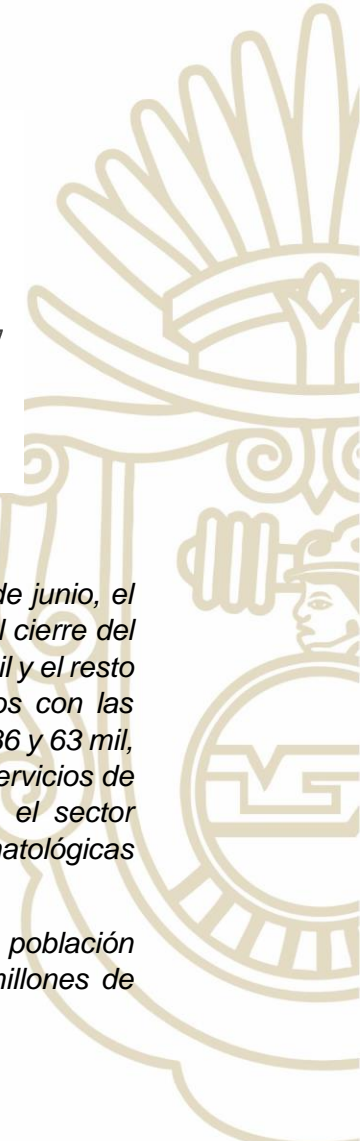 de junio, el
l cierre del
il y el resto
os con las
36 y 63 mil,
ervicios de
el sector
natológicas
población
millones de